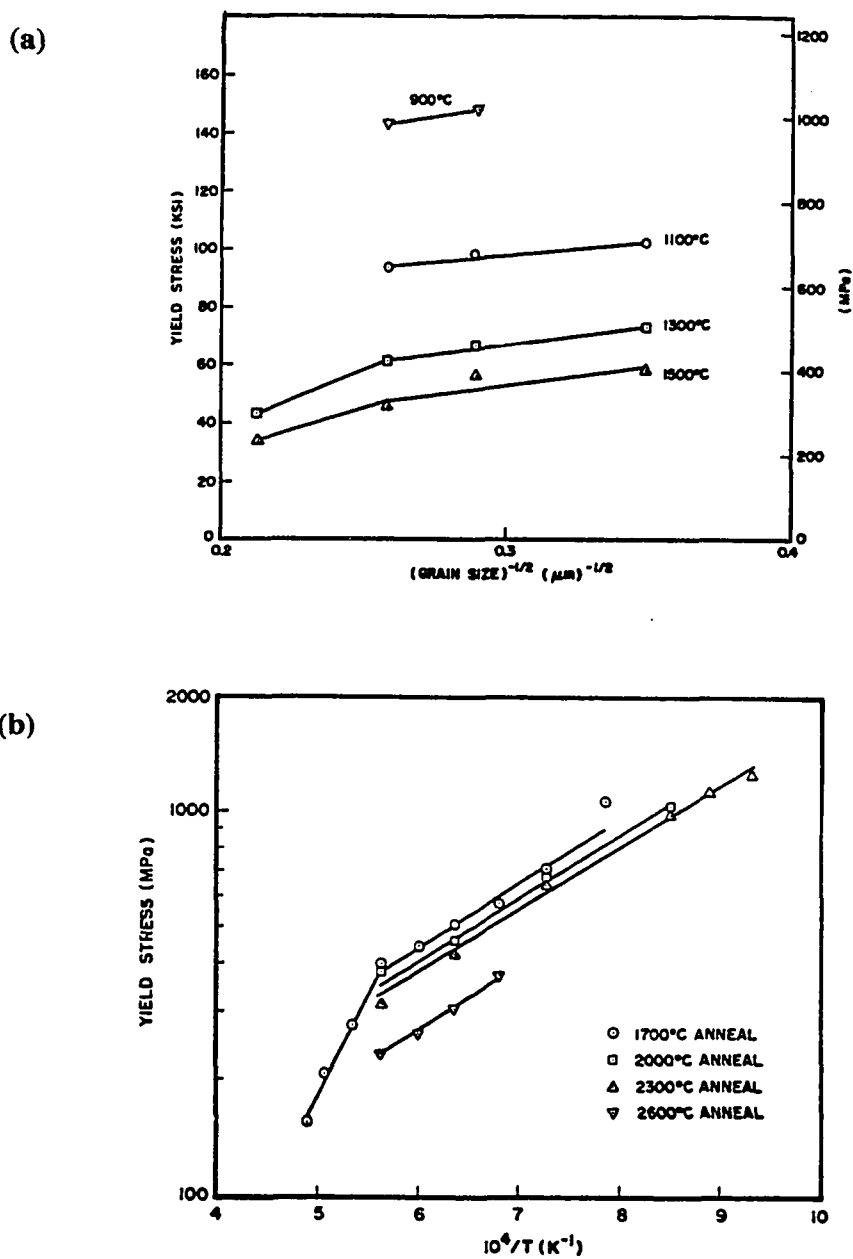 (a)
160
140
120
100
80
60
40
20
0
YIELD STRESS (KSI)
1200
1000
800
600
400
200
0
(MPa)
900°C
1100°C
1300°C
1500°C
0.2
0.3
0.4
(GRAIN SIZE)⁻¹/² (μm)⁻¹/²
(b)
2000
1000
100
YIELD STRESS (MPa)
1700°C ANNEAL
2000°C ANNEAL
2300°C ANNEAL
2600°C ANNEAL
4
5
6
7
8
9
10
10⁴/T (K⁻¹)